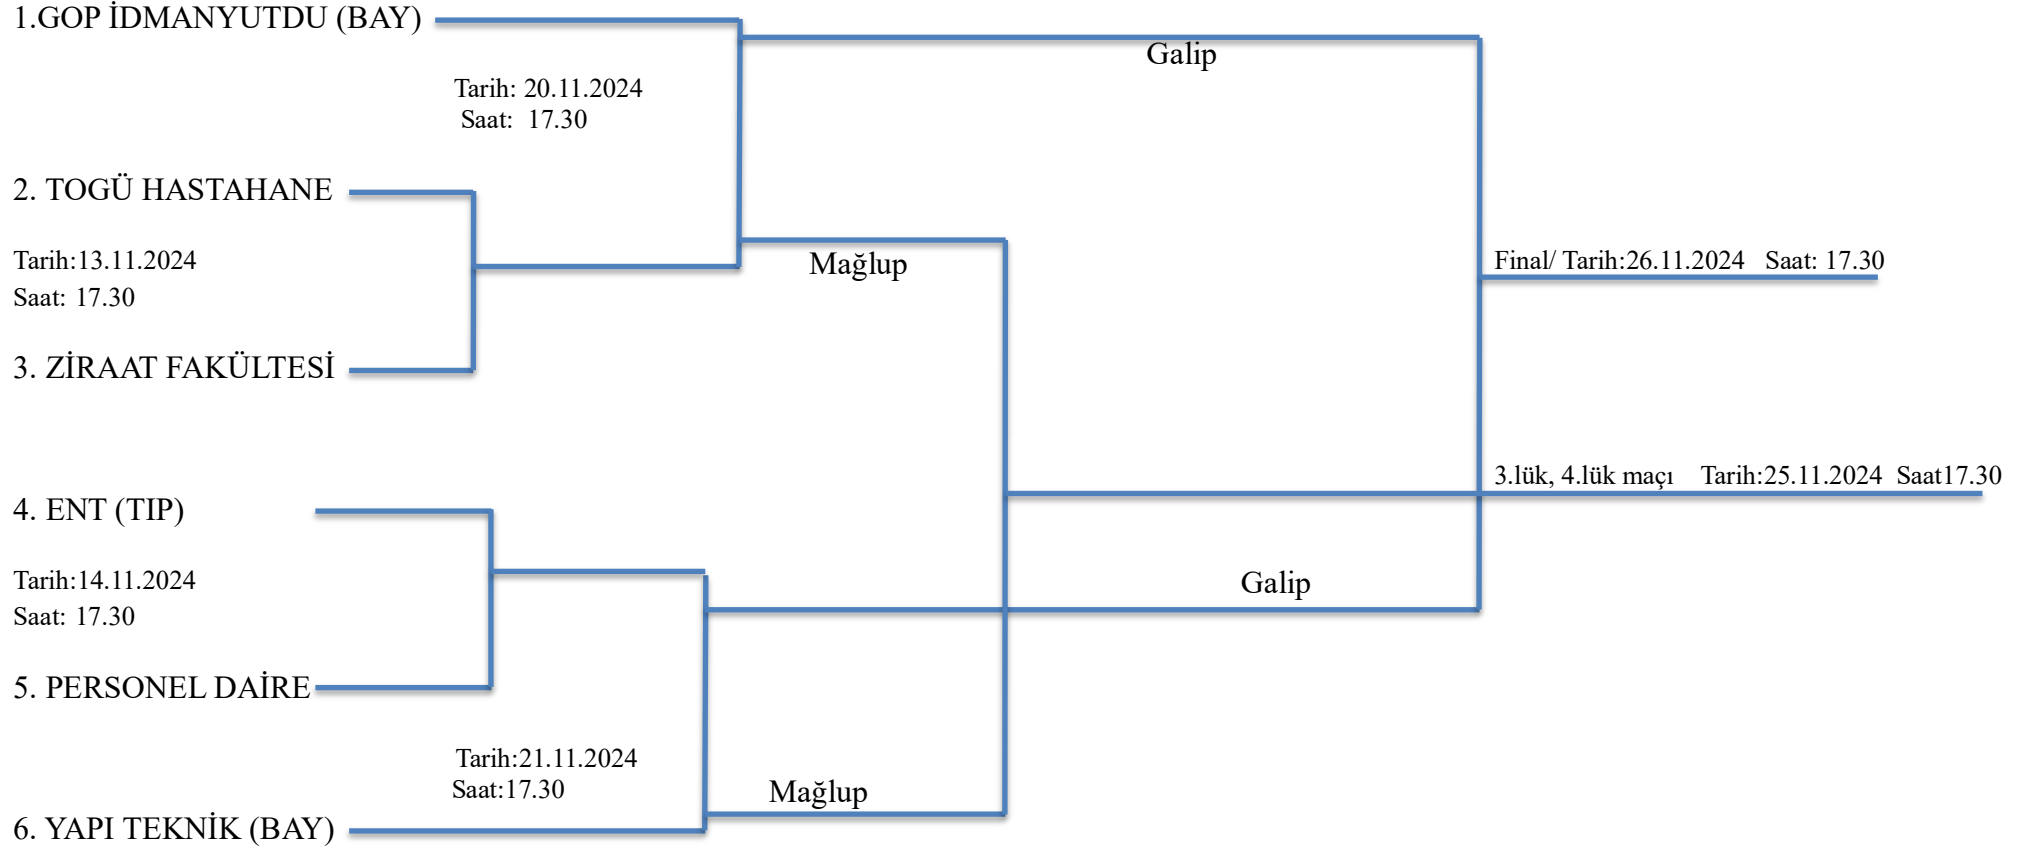 1.GOP İDMANYUTDU (BAY)
Galip
Tarih: 20.11.2024
Saat: 17.30
2. TOGÜ HASTAHANE
Tarih:13.11.2024
Saat: 17.30
Mağlup
Final/ Tarih:26.11.2024 Saat: 17.30
3. ZİRAAT FAKÜLTESİ
3.lük, 4.lük maçı Tarih:25.11.2024 Saat17.30
4. ENT (TIP)
Tarih:14.11.2024
Saat: 17.30
Galip
5. PERSONEL DAİRE
Tarih:21.11.2024
Saat:17.30
Mağlup
6. YAPI TEKNİK (BAY)